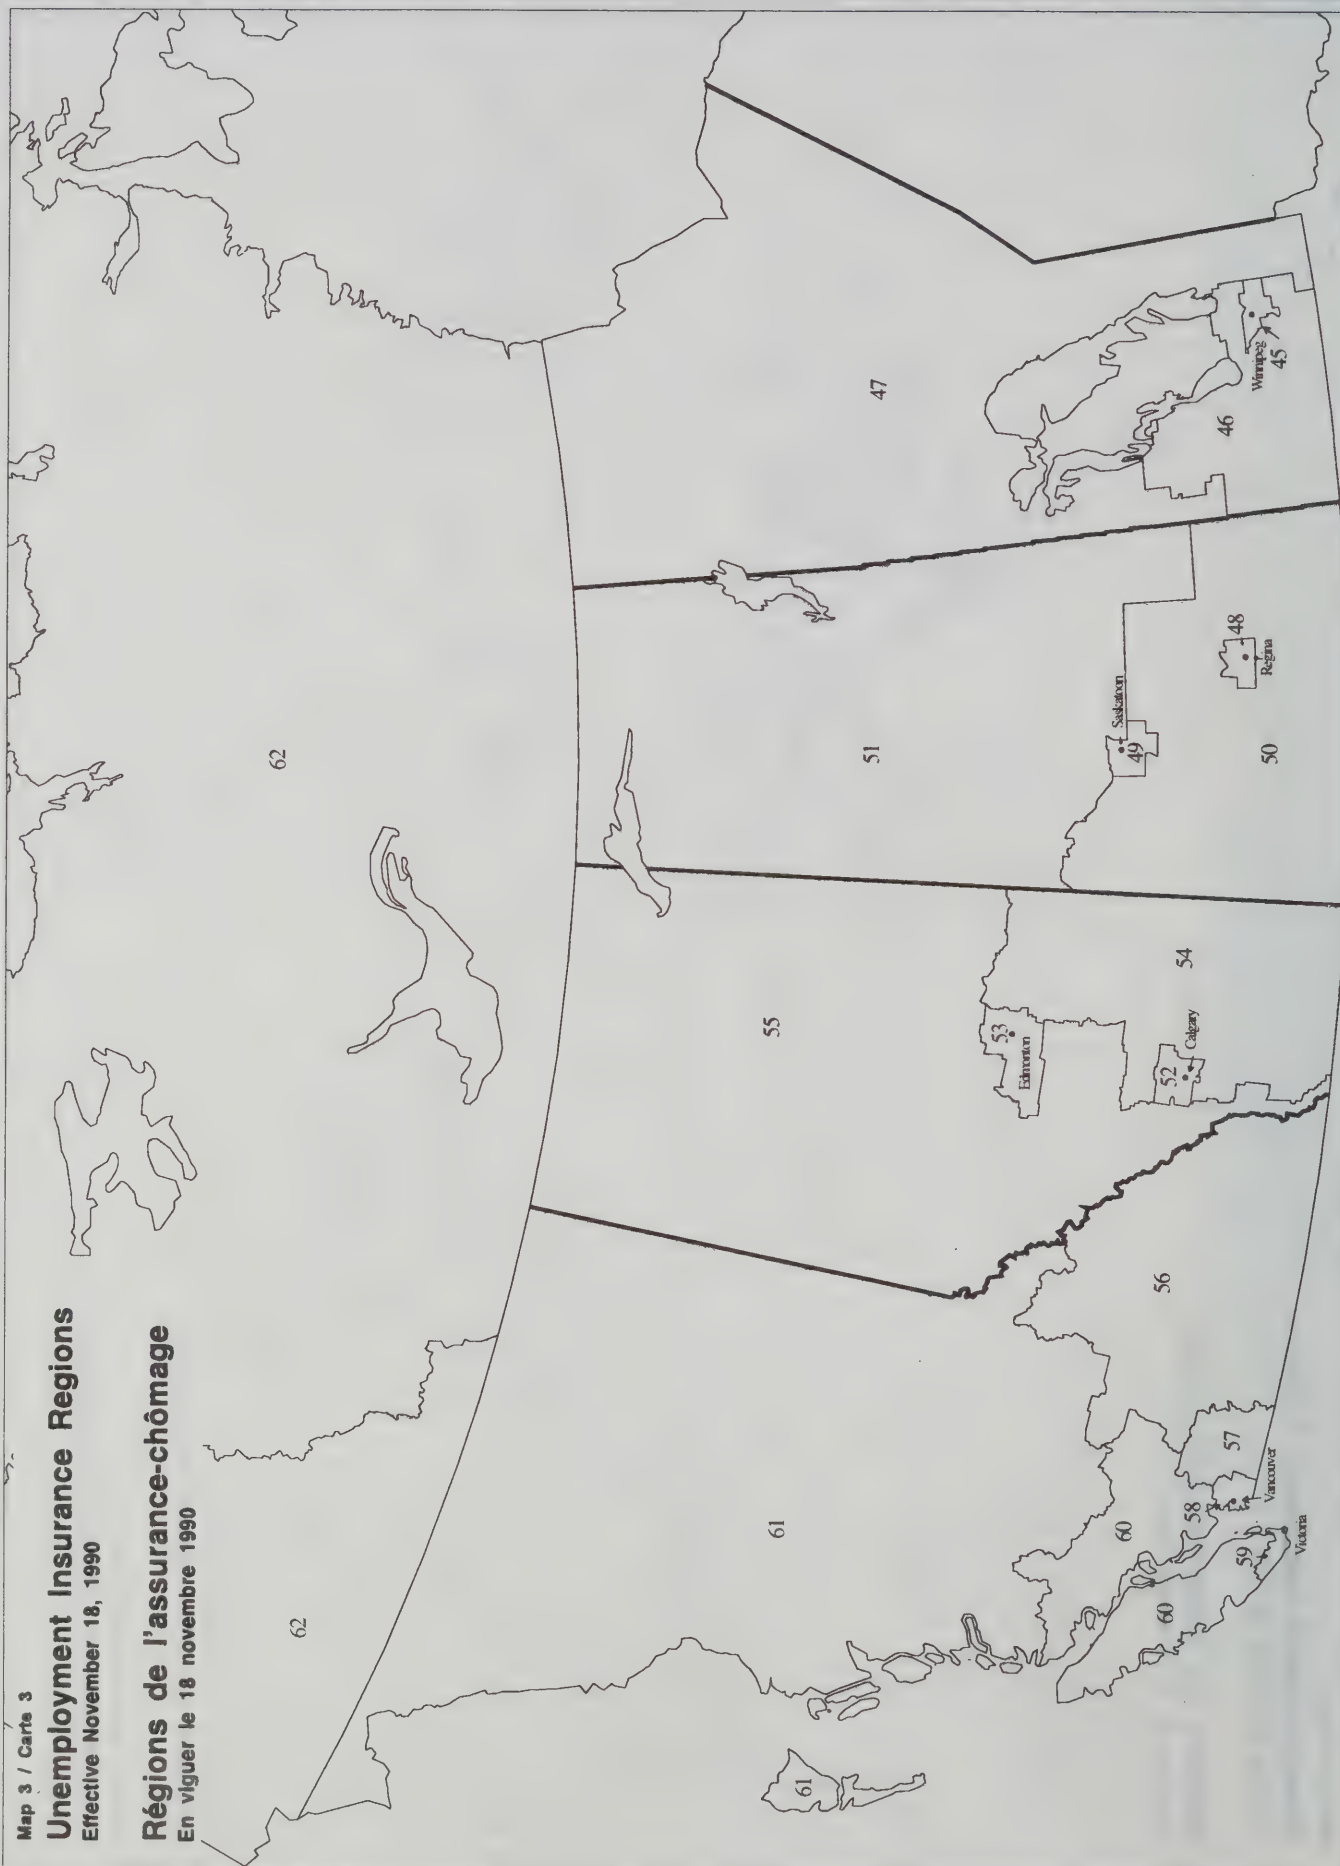 Map 3 / Carte 3
Unemployment Insurance Regions
Effective November 18, 1990
Régions de l'assurance-chômage
En viguer le 18 novembre 1990
62
62
61
61
60
60
59
Victoria
58
Vancouver
57
56
55
53
Edmonton
52
Calgary
54
51
Saskatoon
49
50
48
Regina
47
46
Winnipeg
45